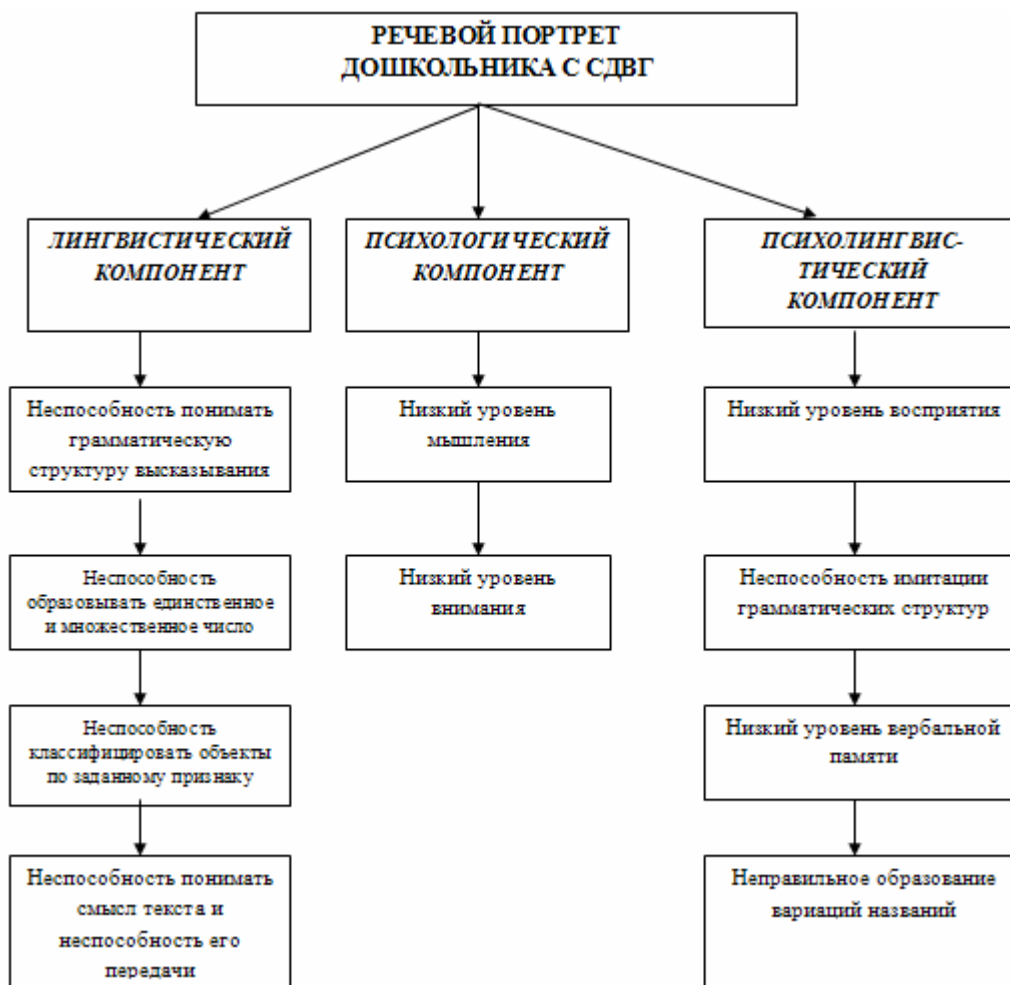 РЕЧЕВОЙ ПОРТРЕТ
ДОШКОЛЬНИКА С СДВГ
ЛИНГВИСТИЧЕСКИЙ
КОМПОНЕНТ
ПСИХОЛОГИЧЕСКИЙ
КОМПОНЕНТ
ПСИХОЛИНГВИС-
ТИЧЕСКИЙ
КОМПОНЕНТ
Неспособность понимать
грамматическую
структуру высказывания
Низкий уровень
мышления
Низкий уровень восприятия
Неспособность
образовывать единственное
и множественное число
Низкий уровень
внимания
Неспособность имитации
грамматических структур
Неспособность
классифицировать объекты
по заданному признаку
Низкий уровень вербальной
памяти
Неспособность понимать
смысл текста и
неспособность его
передачи
Неправильное образование
вариаций названий